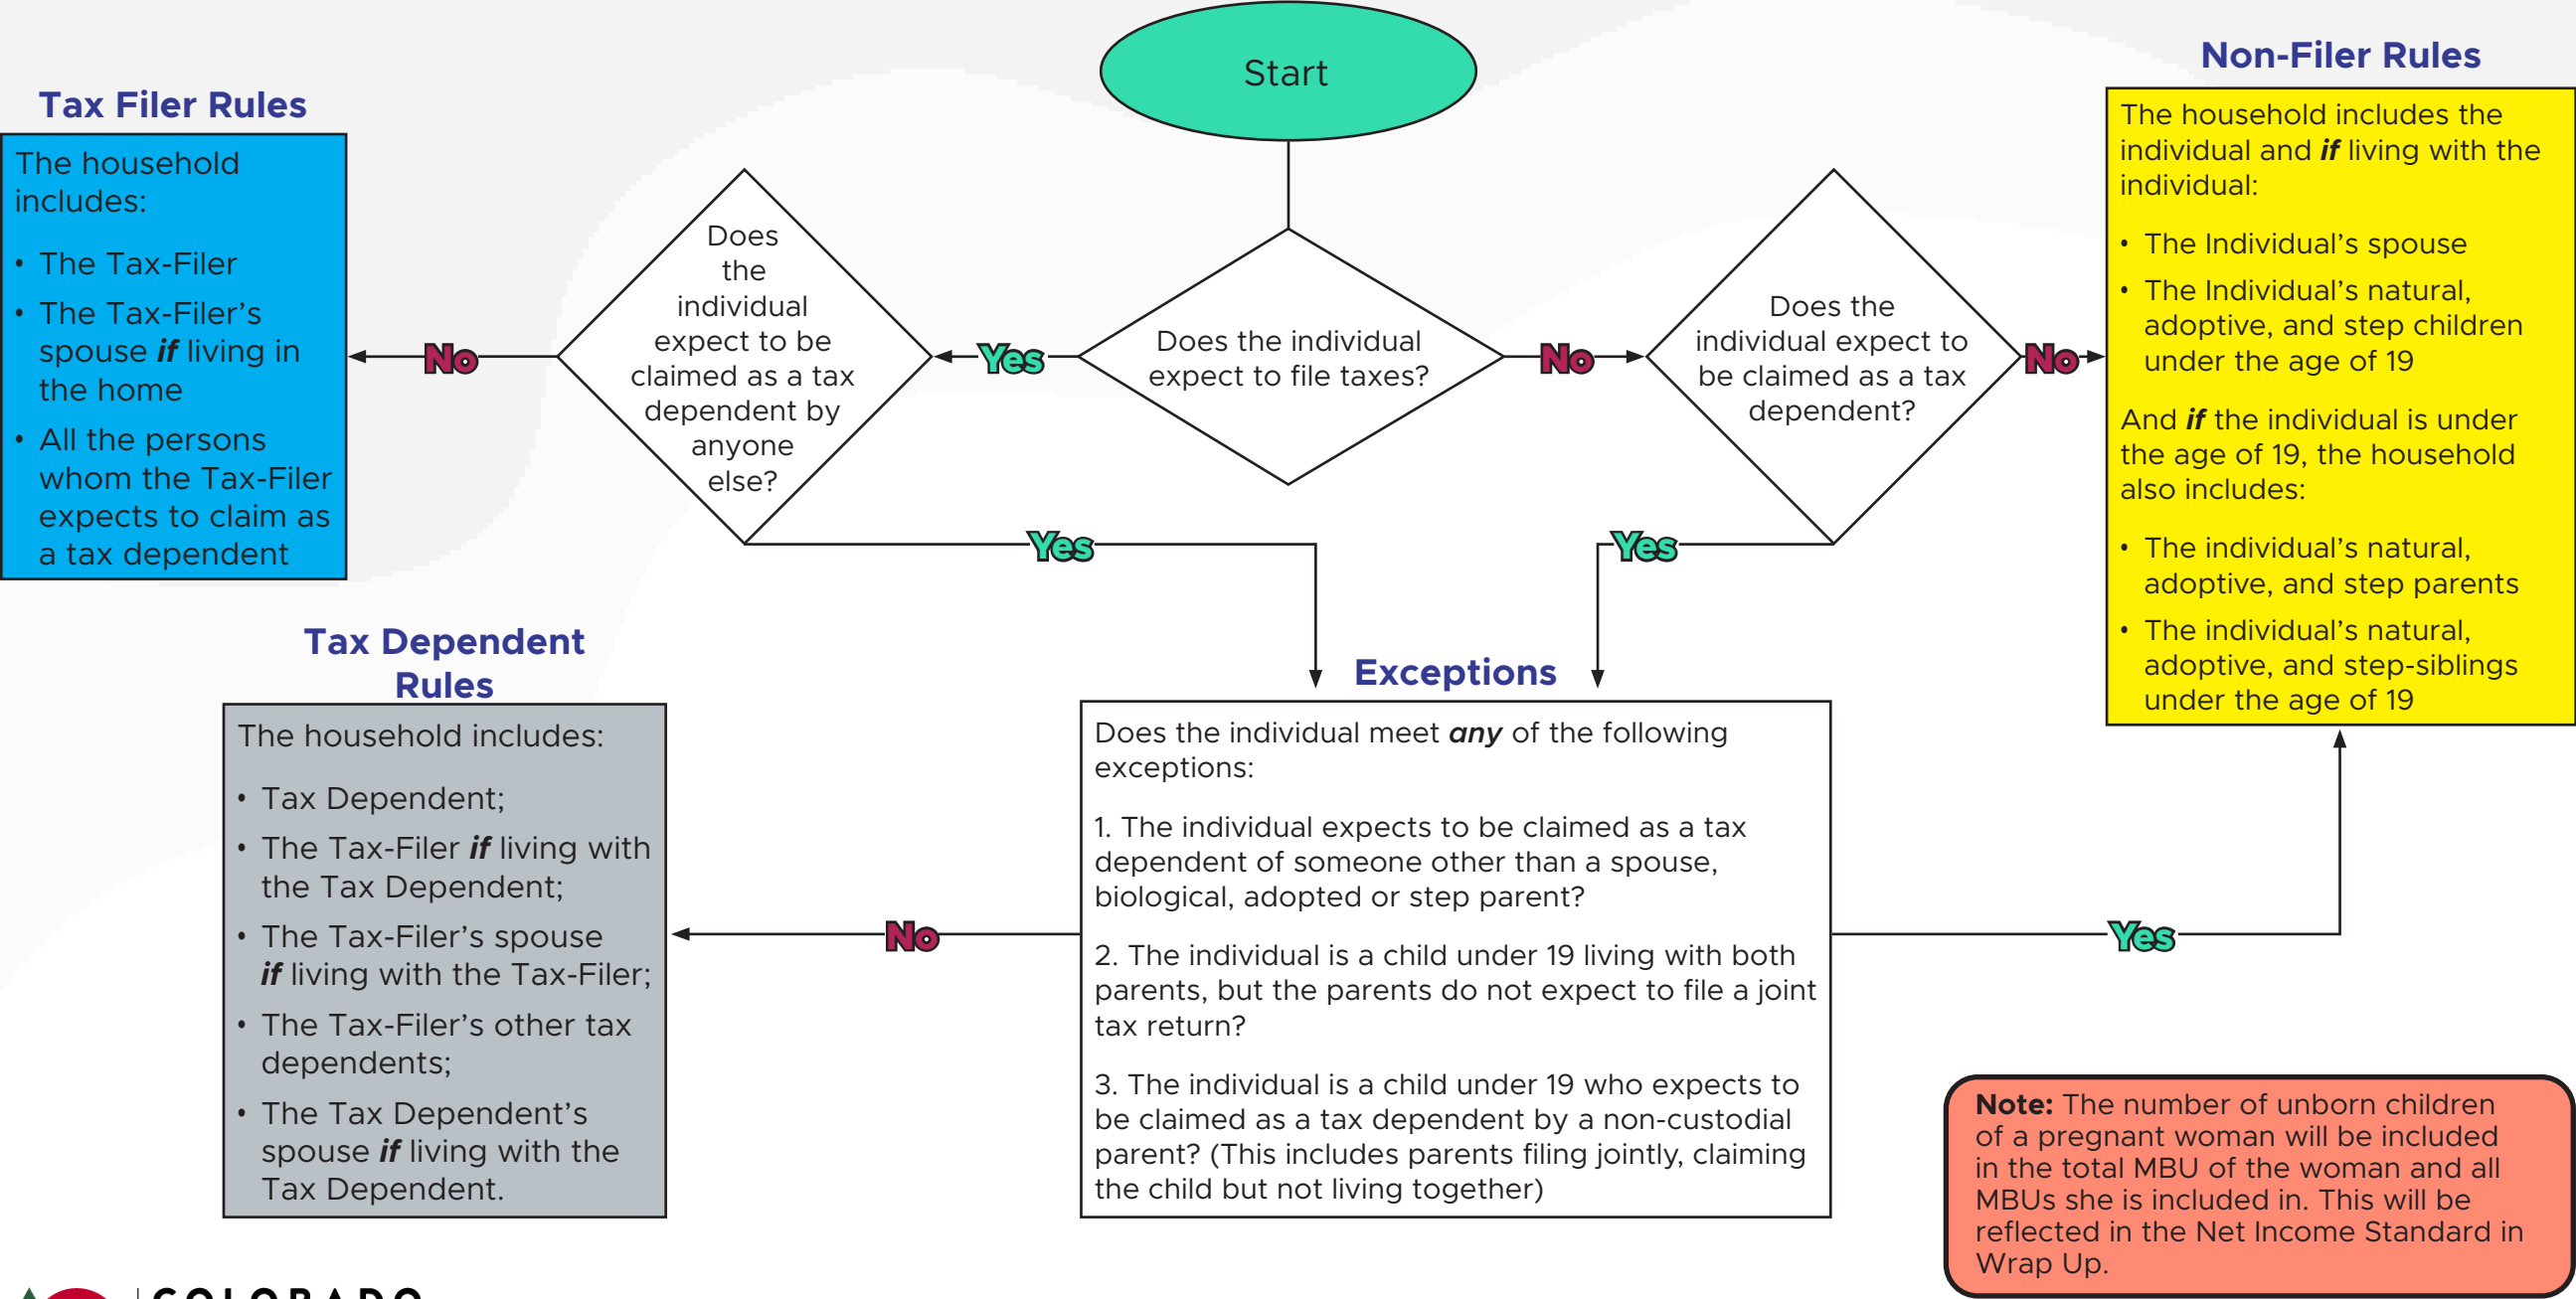 Start
Tax Filer Rules
The household
includes:
• The Tax-Filer
• The Tax-Filer’s
spouse if living in
the home
• All the persons
whom the Tax-Filer
expects to claim as
a tax dependent
No
Does
the
individual
expect to be
claimed as a tax
dependent by
anyone
else?
Yes
Does the individual
expect to file taxes?
No
Does the
individual expect to
be claimed as a tax
dependent?
No
Non-Filer Rules
The household includes the
individual and if living with the
individual:
• The Individual’s spouse
• The Individual’s natural,
adoptive, and step children
under the age of 19
And if the individual is under
the age of 19, the household
also includes:
• The individual’s natural,
adoptive, and step parents
• The individual’s natural,
adoptive, and step-siblings
under the age of 19
Yes
Yes
Tax Dependent
Rules
The household includes:
• Tax Dependent;
• The Tax-Filer if living with
the Tax Dependent;
• The Tax-Filer’s spouse
if living with the Tax-Filer;
• The Tax-Filer’s other tax
dependents;
• The Tax Dependent’s
spouse if living with the
Tax Dependent.
No
Exceptions
Does the individual meet any of the following
exceptions:
1. The individual expects to be claimed as a tax
dependent of someone other than a spouse,
biological, adopted or step parent?
2. The individual is a child under 19 living with both
parents, but the parents do not expect to file a joint
tax return?
3. The individual is a child under 19 who expects to
be claimed as a tax dependent by a non-custodial
parent? (This includes parents filing jointly, claiming
the child but not living together)
Yes
Note: The number of unborn children
of a pregnant woman will be included
in the total MBU of the woman and all
MBUs she is included in. This will be
reflected in the Net Income Standard in
Wrap Up.
COLORADO